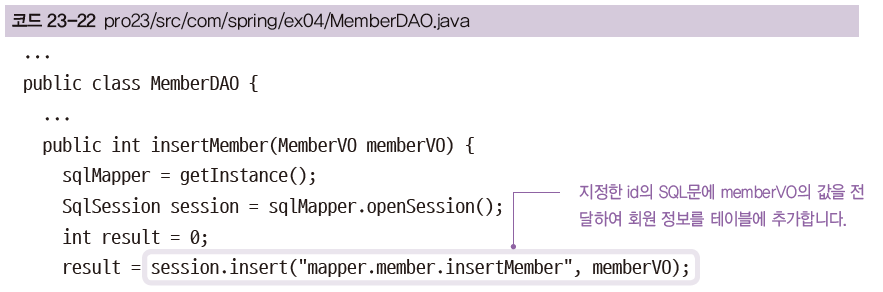 코드 23-22 pro23/src/com/spring/ex04/MemberDAO.java
...
public class MemberDAO {
...
public int insertMember(MemberVO memberVO) {
sqlMapper = getInstance();
SqlSession session = sqlMapper.openSession();
int result = 0;
result = session.insert("mapper.member.insertMember", memberVO);
지정한 id의 SQL문에 memberVO의 값을 전
달하여 회원 정보를 테이블에 추가합니다.